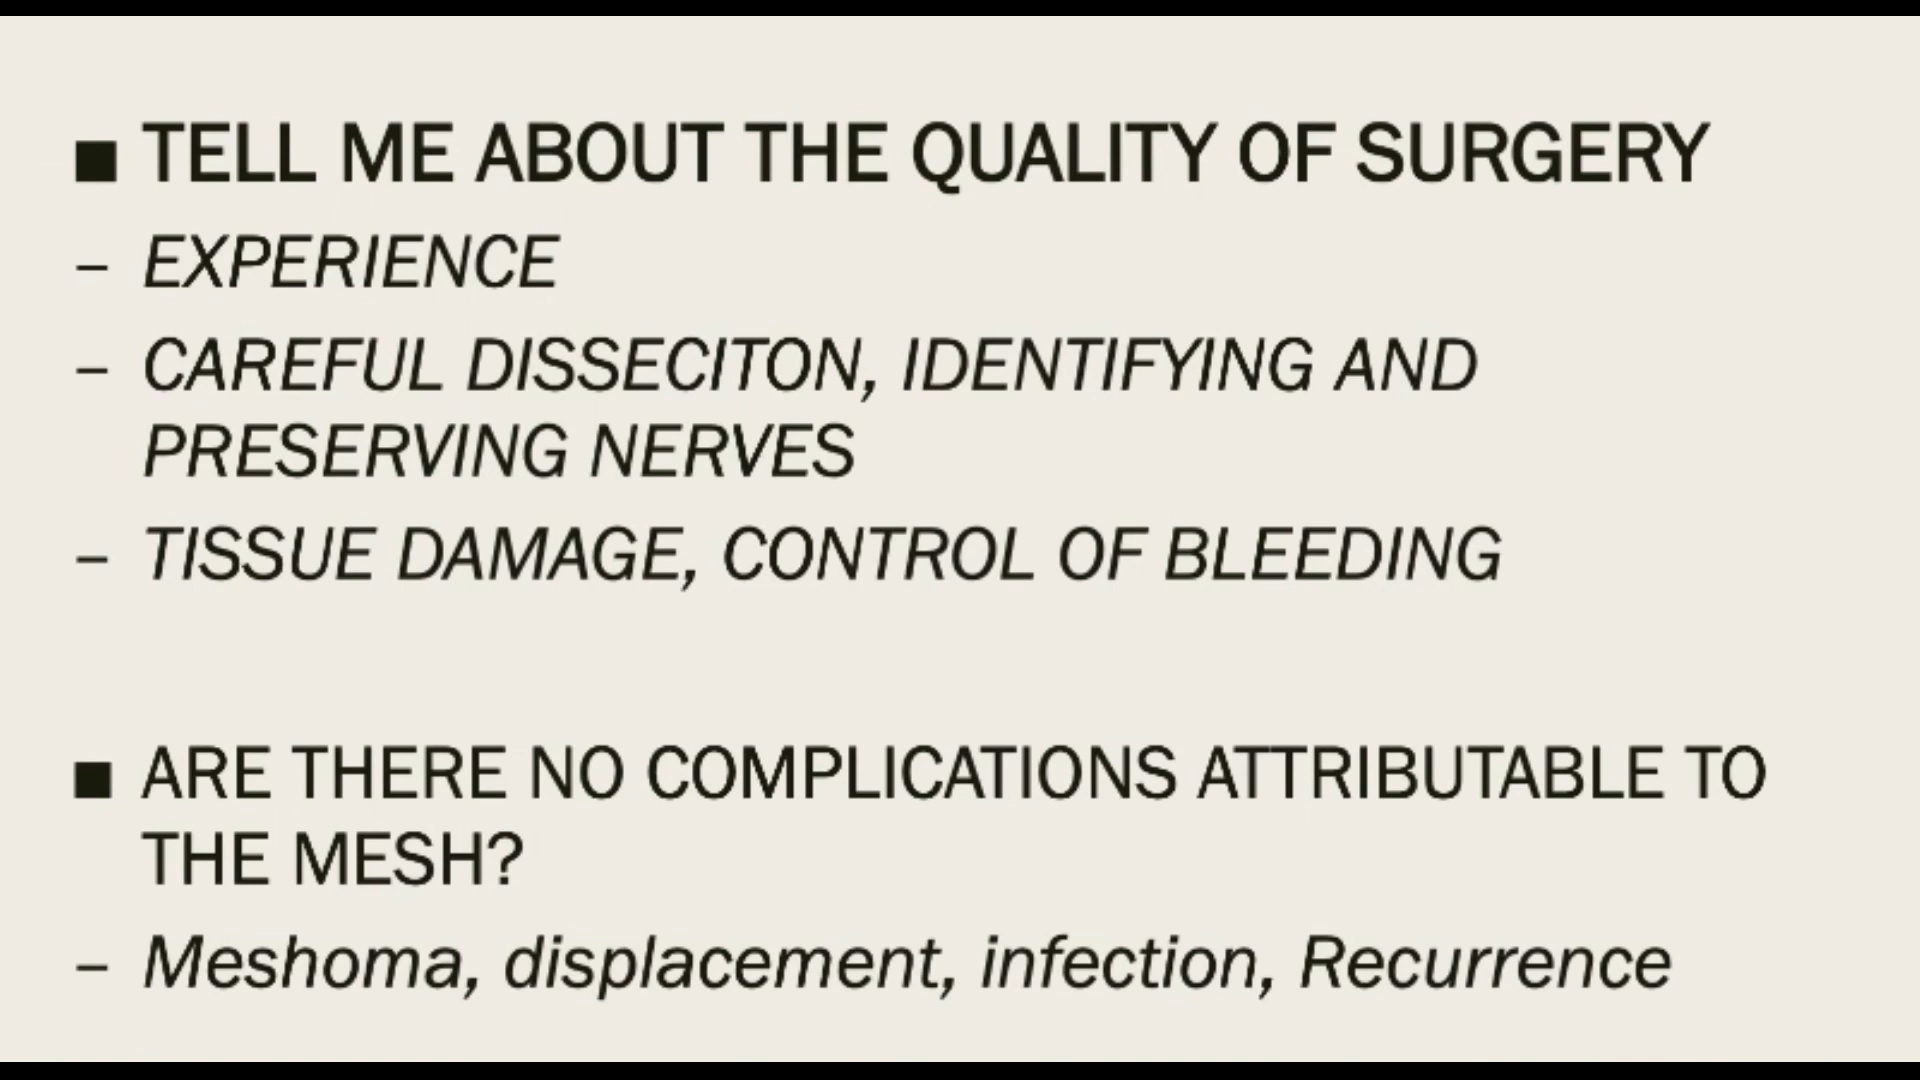 ■ TELL ME ABOUT THE QUALITY OF SURGERY
– EXPERIENCE
– CAREFUL DISSECITON, IDENTIFYING AND
PRESERVING NERVES
– TISSUE DAMAGE, CONTROL OF BLEEDING
■ ARE THERE NO COMPLICATIONS ATTRIBUTABLE TO
THE MESH?
– Meshoma, displacement, infection, Recurrence